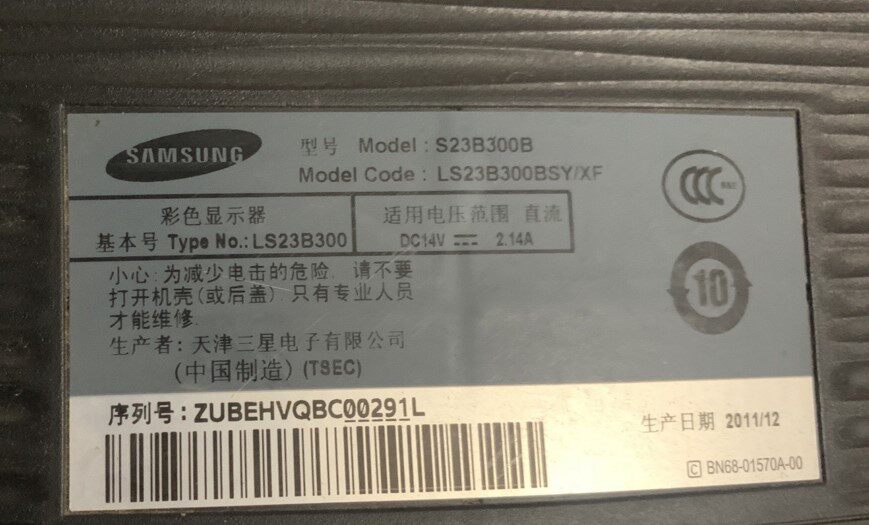 SAMSUNG
型号 Model : S23B300B
Model Code : LS23B300BSY/XF
彩色显示器
基本号 Type No.:LS23B300
适用电压范围 直流
DC14V ⎓ 2.14A
小心:为减少电击的危险, 请不要
打开机壳(或后盖).只有专业人员
才能维修.
生产者: 天津三星电子有限公司
(中国制造) (TSEC)
CCC
10
序列号: ZUBEHVQBC00291L
生产日期 2011/12
C BN68-01570A-00